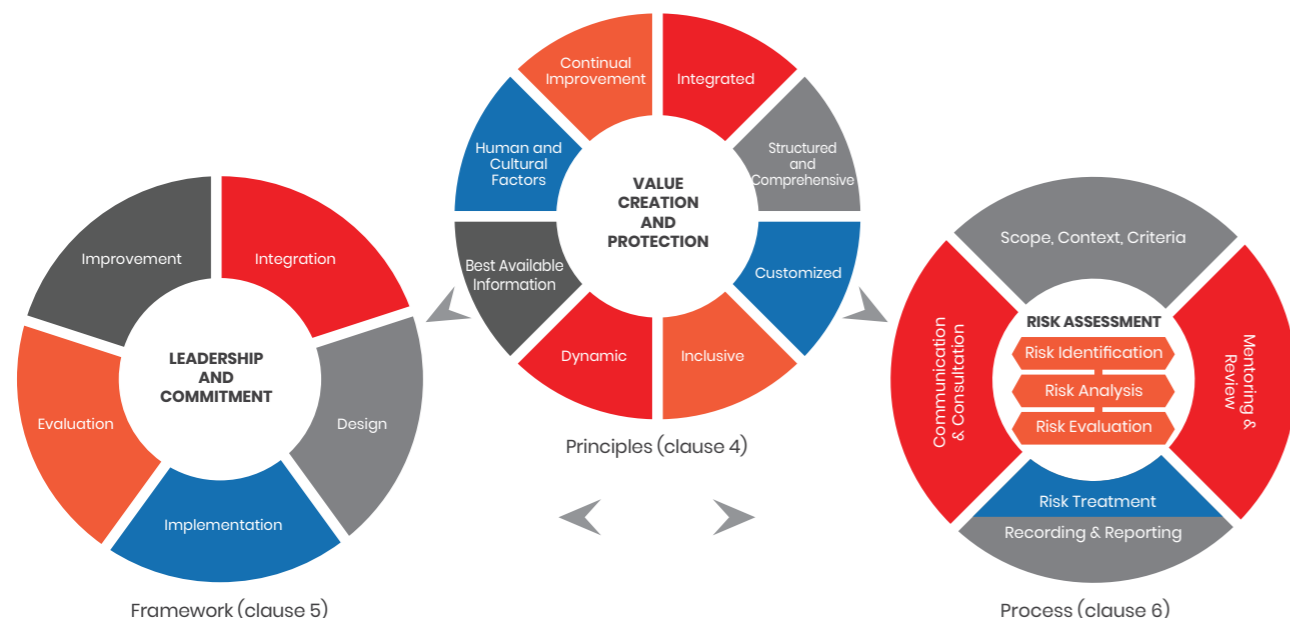 Continual
Improvement
Integrated
Structured
and
Comprehensive
Customized
Inclusive
Dynamic
Best Available
Information
Human and
Cultural
Factors
VALUE
CREATION
AND
PROTECTION
Principles (clause 4)
Improvement
Integration
Design
Implementation
Evaluation
LEADERSHIP
AND
COMMITMENT
Framework (clause 5)
Scope, Context, Criteria
Communication
& Consultation
RISK ASSESSMENT
Risk Identification
Risk Analysis
Risk Evaluation
Mentoring &
Review
Risk Treatment
Recording & Reporting
Process (clause 6)